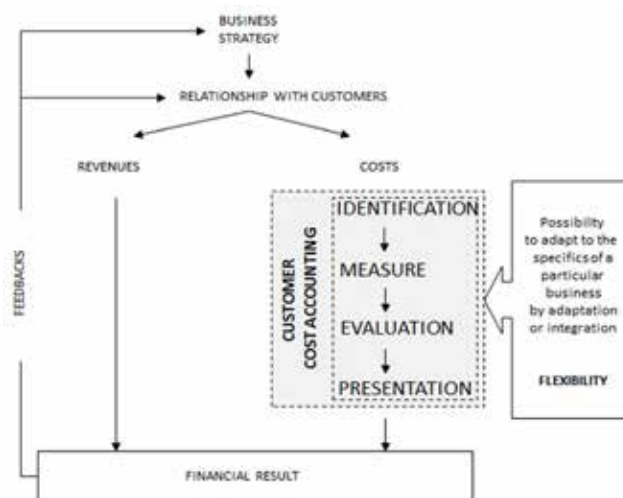 BUSINESS
STRATEGY
RELATIONSHIP WITH CUSTOMERS
REVENUES
COSTS
FEEDBACKS
CUSTOMER
COST ACCOUNTING
IDENTIFICATION
MEASURE
EVALUATION
PRESENTATION
Possibility
to adapt to the
specifics of a
particular
business
by adaptation
or integration
FLEXIBILITY
FINANCIAL RESULT